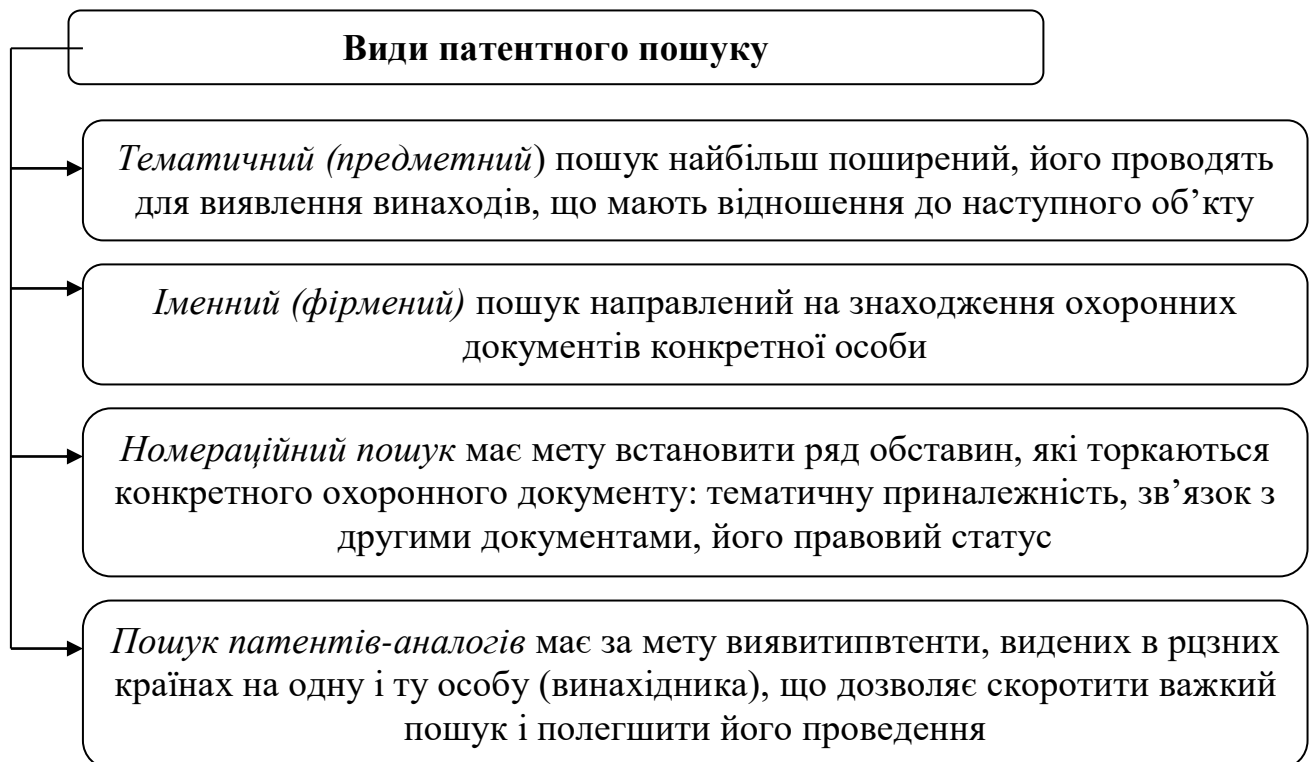 Види патентного пошуку
Тематичний (предметний) пошук найбільш поширений, його проводять
для виявлення винаходів, що мають відношення до наступного об’кту
Іменний (фірмений) пошук направлений на знаходження охоронних
документів конкретної особи
Номераційний пошук має мету встановити ряд обставин, які торкаються
конкретного охоронного документу: тематичну приналежність, зв’язок з
другими документами, його правовий статус
Пошук патентів-аналогів має за мету виявитипвтенти, видених в рцзних
країнах на одну і ту особу (винахідника), що дозволяє скоротити важкий
пошук і полегшити його проведення